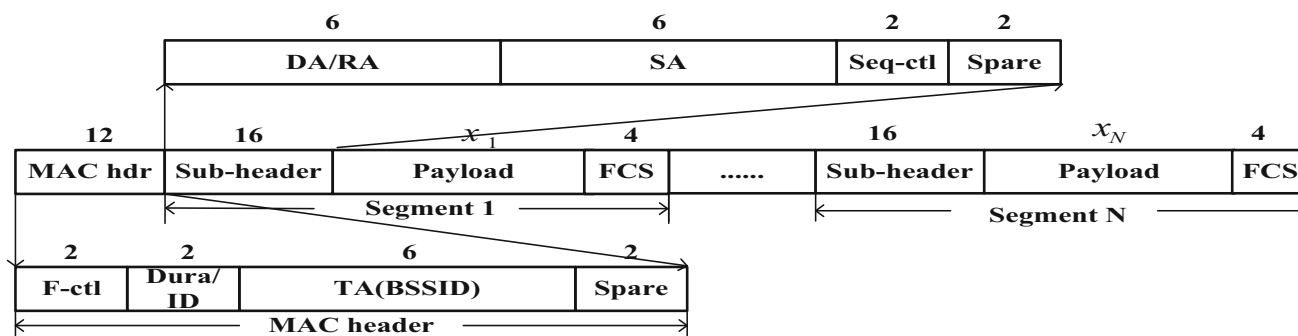 6 6 2 2
DA/RA SA Seq-ctl Spare
12 16 x1 4 16 xN 4
MAC hdr Sub-header Payload FCS ...... Sub-header Payload FCS
Segment 1 Segment N
2 2 6 2
F-ctl Dura/ID TA(BSSID) Spare
MAC header